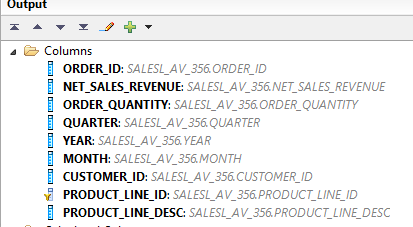 Output
Columns
ORDER_ID: SALESL_AV_356.ORDER_ID
NET_SALES_REVENUE: SALESL_AV_356.NET_SALES_REVENUE
ORDER_QUANTITY: SALESL_AV_356.ORDER_QUANTITY
QUARTER: SALESL_AV_356.QUARTER
YEAR: SALESL_AV_356.YEAR
MONTH: SALESL_AV_356.MONTH
CUSTOMER_ID: SALESL_AV_356.CUSTOMER_ID
PRODUCT_LINE_ID: SALESL_AV_356.PRODUCT_LINE_ID
PRODUCT_LINE_DESC: SALESL_AV_356.PRODUCT_LINE_DESC